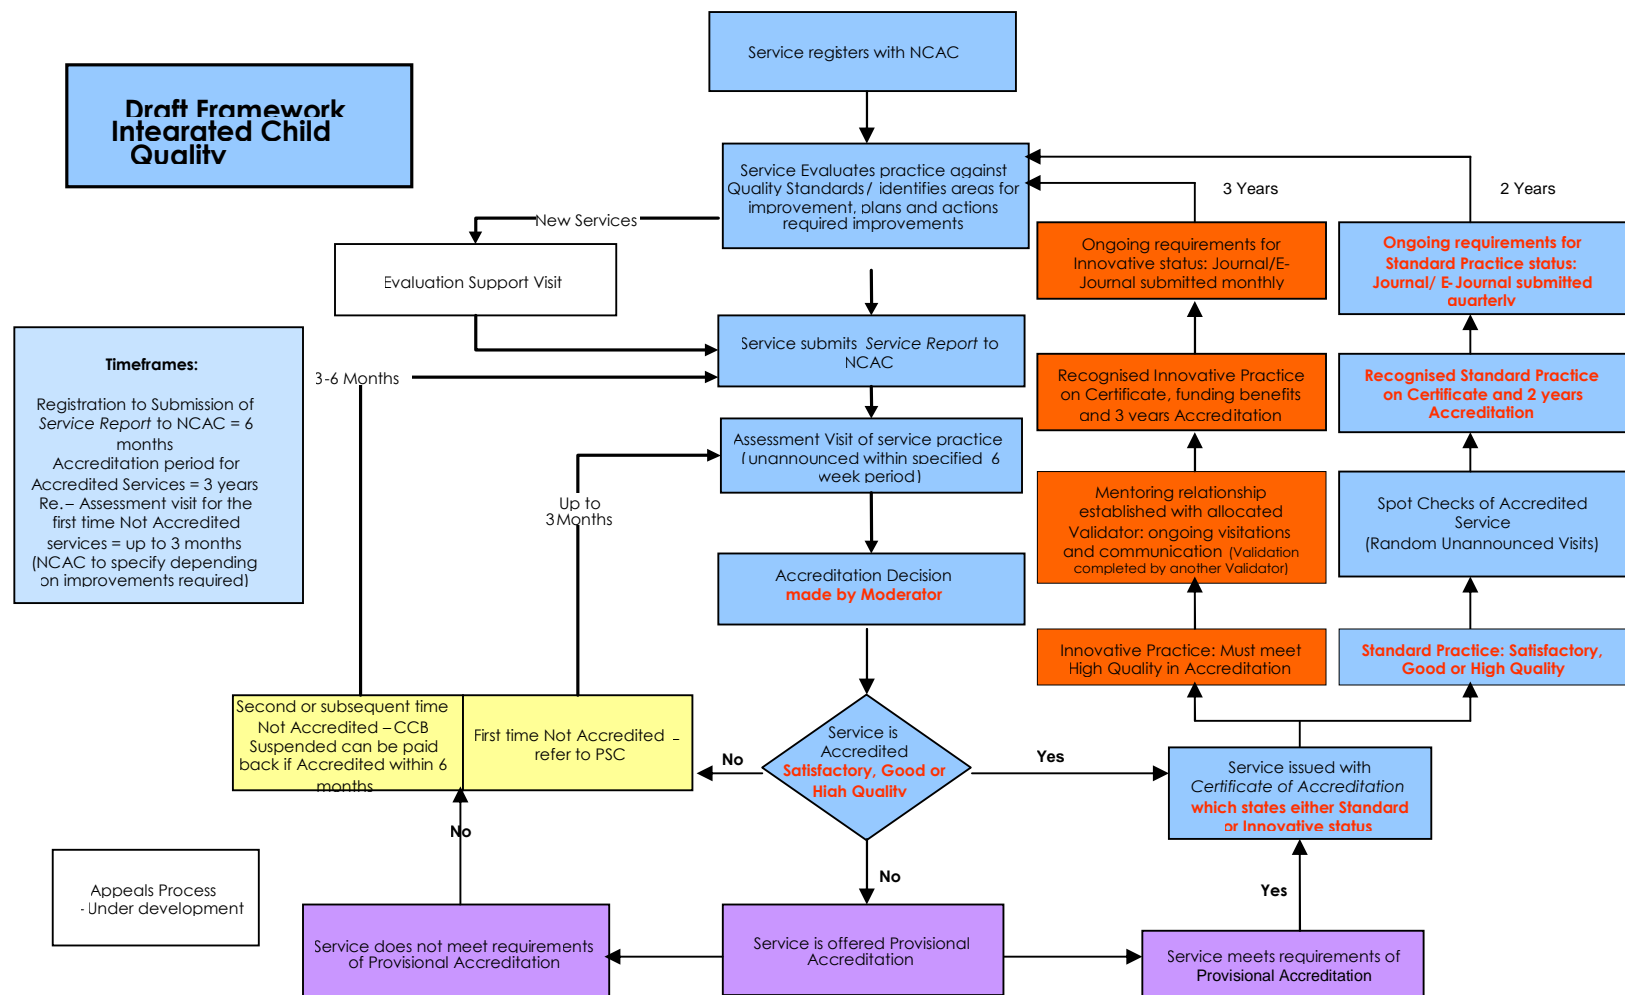 Service registers with NCAC
Draft Framework
Integrated Child
Quality
Service Evaluates practice against
Quality Standards/ identifies areas for
improvement, plans and actions
required improvements
3 Years
2 Years
New Services
Evaluation Support Visit
Ongoing requirements for
Innovative status: Journal/E-
Journal submitted monthly
Ongoing requirements for
Standard Practice status:
Journal/ E-Journal submitted
quarterly
Service submits Service Report to
NCAC
Timeframes:
Registration to Submission of
Service Report to NCAC = 6
months
Accreditation period for
Accredited Services = 3 years
Re.– Assessment visit for the
first time Not Accredited
services = up to 3 months
(NCAC to specify depending
on improvements required)
3-6 Months
Recognised Innovative Practice
on Certificate, funding benefits
and 3 years Accreditation
Recognised Standard Practice
on Certificate and 2 years
Accreditation
Assessment Visit of service practice
(unannounced within specified 6
week period)
Up to
3 Months
Mentoring relationship
established with allocated
Validator: ongoing visitations
and communication (Validation
completed by another Validator)
Spot Checks of Accredited
Service
(Random Unannounced Visits)
Accreditation Decision
made by Moderator
Innovative Practice: Must meet
High Quality in Accreditation
Standard Practice: Satisfactory,
Good or High Quality
Second or subsequent time
Not Accredited – CCB
Suspended can be paid
back if Accredited within 6
months
First time Not Accredited –
refer to PSC
No
Service is
Accredited
Satisfactory, Good or
High Quality
Yes
Service issued with
Certificate of Accreditation
which states either Standard
or Innovative status
No
No
Yes
Appeals Process
- Under development
Service does not meet requirements
of Provisional Accreditation
Service is offered Provisional
Accreditation
Service meets requirements of
Provisional Accreditation